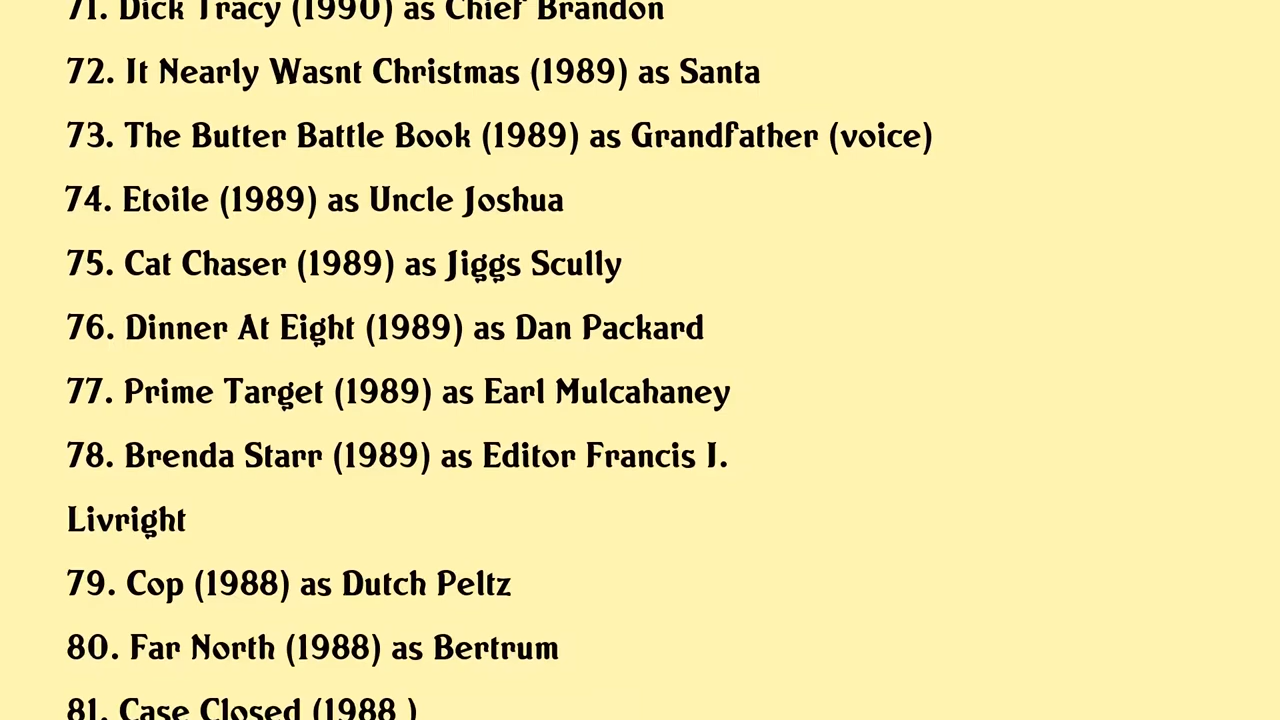 71. Dick Tracy (1990) as Chief Brandon
72. It Nearly Wasnt Christmas (1989) as Santa
73. The Butter Battle Book (1989) as Grandfather (voice)
74. Etoile (1989) as Uncle Joshua
75. Cat Chaser (1989) as Jiggs Scully
76. Dinner At Eight (1989) as Dan Packard
77. Prime Target (1989) as Earl Mulcahaney
78. Brenda Starr (1989) as Editor Francis I.
Livright
79. Cop (1988) as Dutch Peltz
80. Far North (1988) as Bertrum
81. Case Closed (1988 )